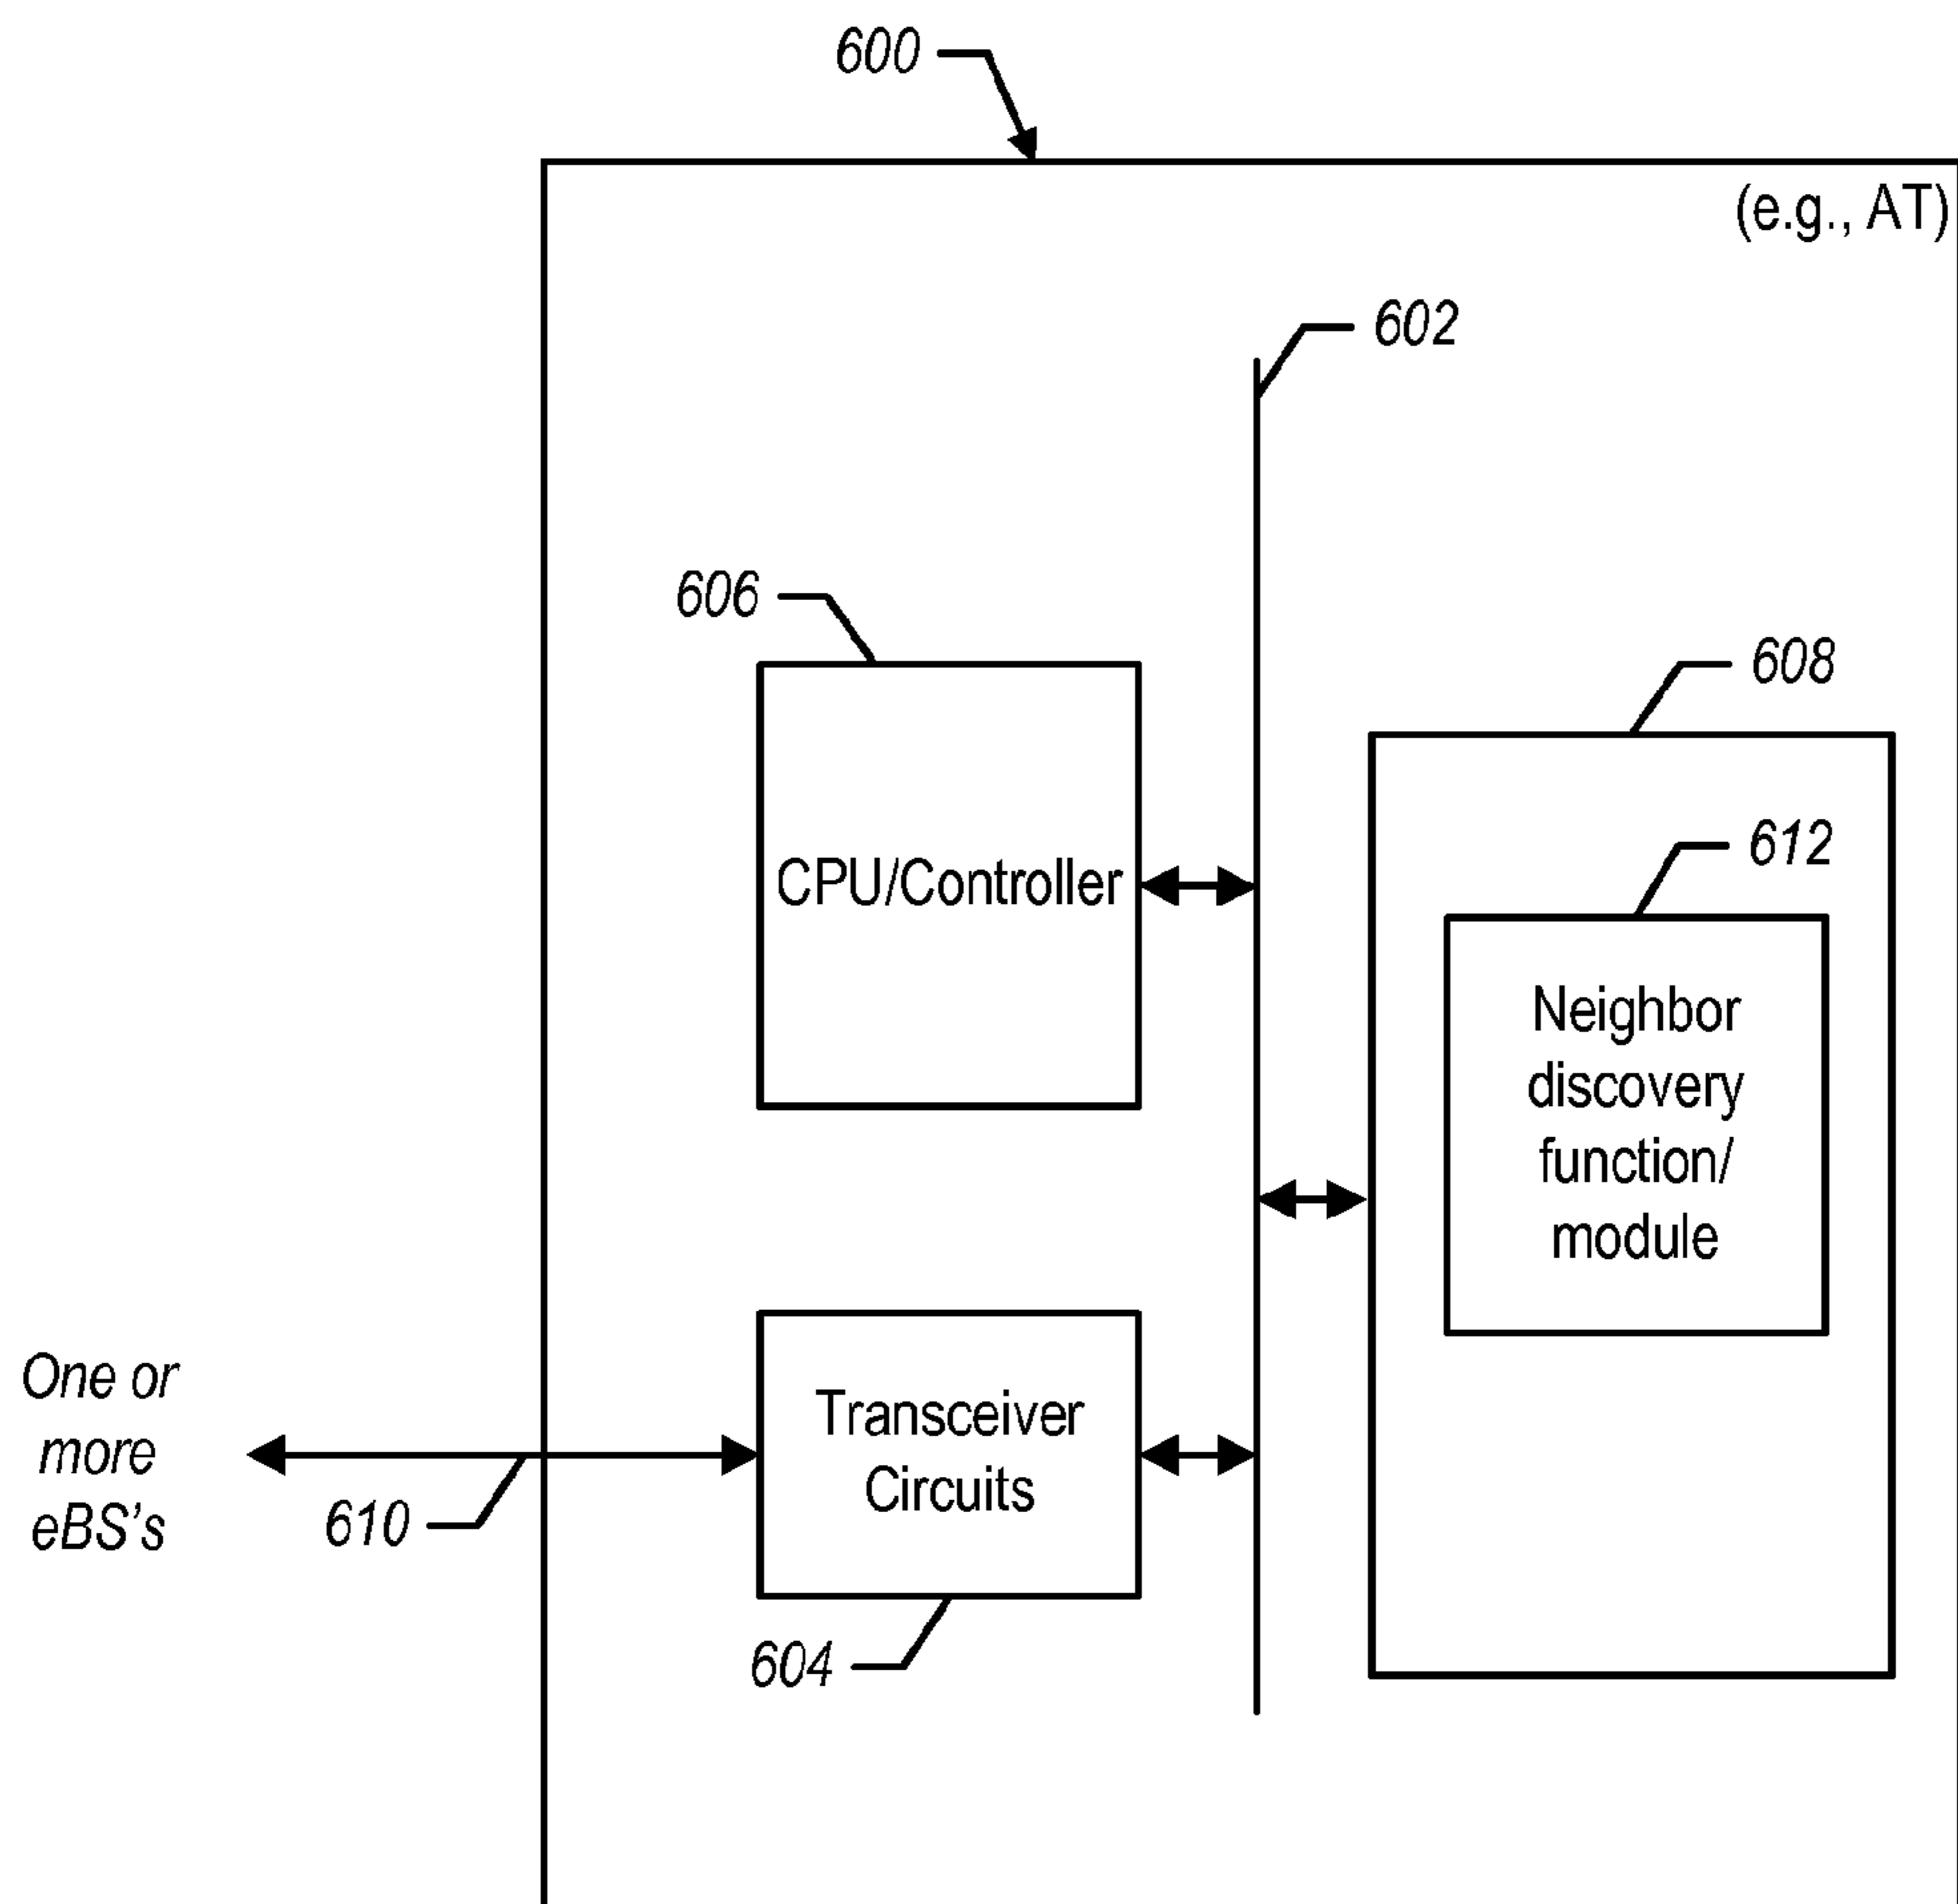 600
(e.g., AT)
602
606
608
612
CPU/Controller
Neighbor
discovery
function/
module
One or
more
eBS's
610
Transceiver
Circuits
604